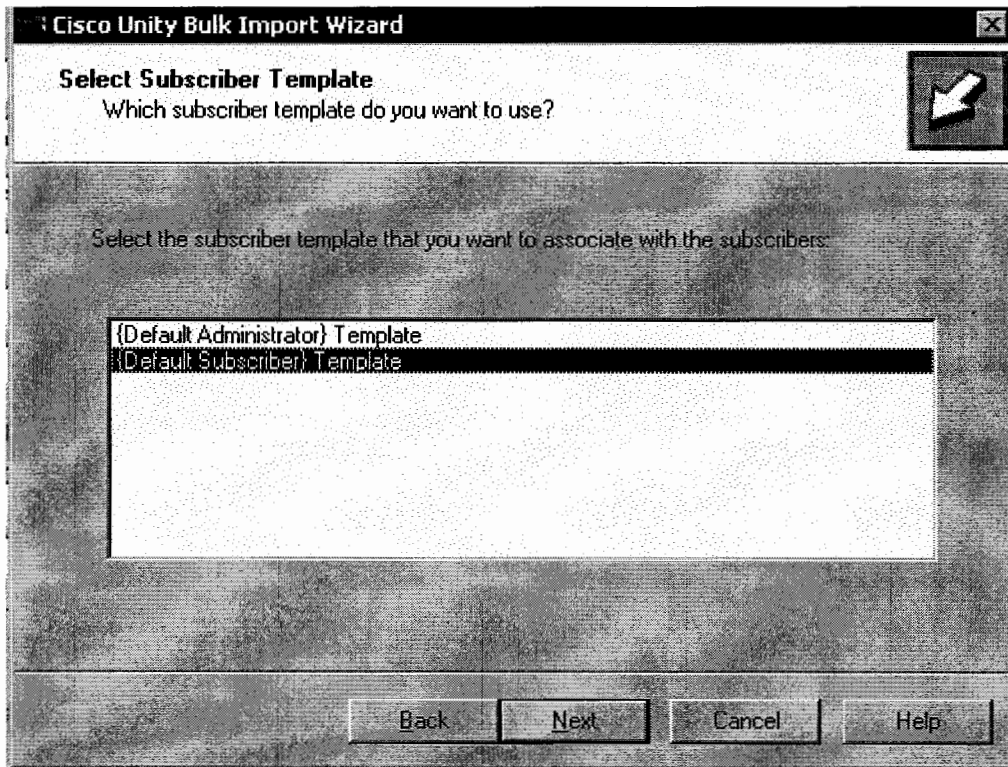 Cisco Unity Bulk Import Wizard
Select Subscriber Template
Which subscriber template do you want to use?
Select the subscriber template that you want to associate with the subscribers:
{Default Administrator} Template
{Default Subscriber} Template
Back Next Cancel Help